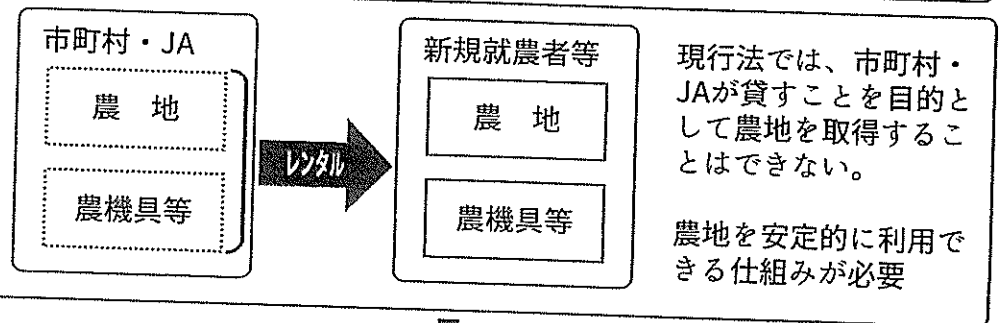 市町村・JA
農 地
農機具等
レンタル
新規就農者等
農 地
農機具等
現行法では、市町村・
JAが貸すことを目的と
して農地を取得するこ
とはできない。
農地を安定的に利用で
きる仕組みが必要